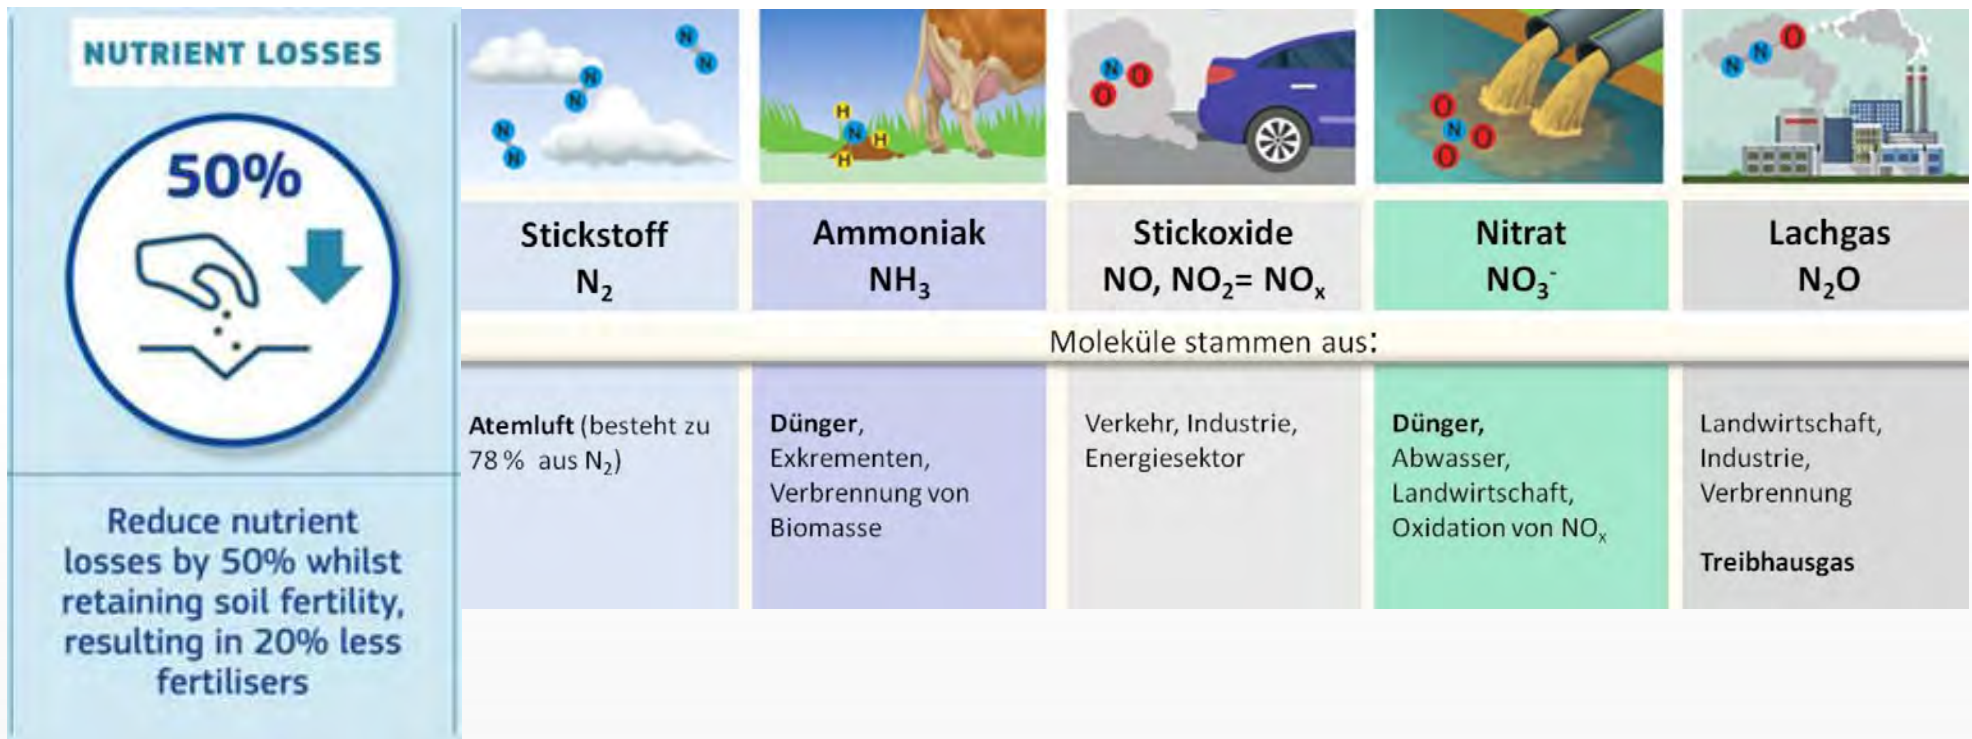 NUTRIENT LOSSES
50%
Reduce nutrient
losses by 50% whilst
retaining soil fertility,
resulting in 20% less
fertilisers
N
N
N
N
N
N
Stickstoff
N₂
H
N
H
H
Ammoniak
NH₃
N
O
O
Stickoxide
NO, NO₂= NOₓ
O
N
O
O
Nitrat
NO₃⁻
N
N
O
Lachgas
N₂O
Moleküle stammen aus:
Atemluft (besteht zu
78% aus N₂)
Dünger,
Exkrementen,
Verbrennung von
Biomasse
Verkehr, Industrie,
Energiesektor
Dünger,
Abwasser,
Landwirtschaft,
Oxidation von NOₓ
Landwirtschaft,
Industrie,
Verbrennung
Treibhausgas